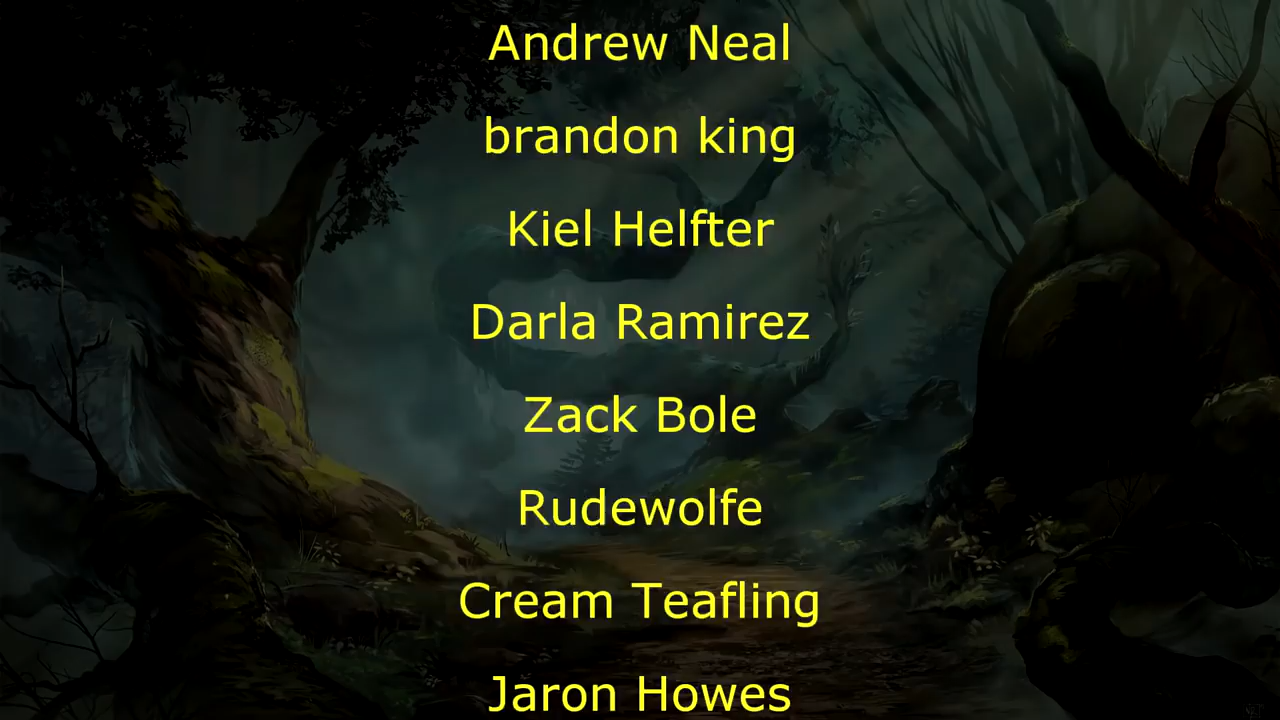 Andrew Neal
brandon king
Kiel Helfter
Darla Ramirez
Zack Bole
Rudewolfe
Cream Teafling
Jaron Howes